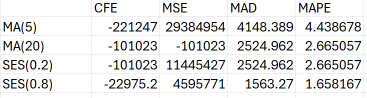 CFE MSE MAD MAPE
MA(5) -221247 29384954 4148.389 4.438678
MA(20) -101023 -101023 2524.962 2.665057
SES(0.2) -101023 11445427 2524.962 2.665057
SES(0.8) -22975.2 4595771 1563.27 1.658167